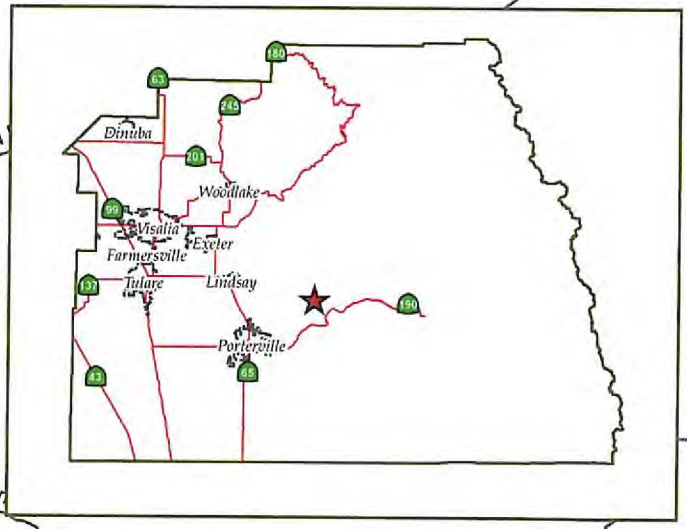 180
63
245
Dinuba
201
Woodlake
99
Visalia
Exeter
Farmersville
137
Tulare
Lindsay
190
Porterville
65
43